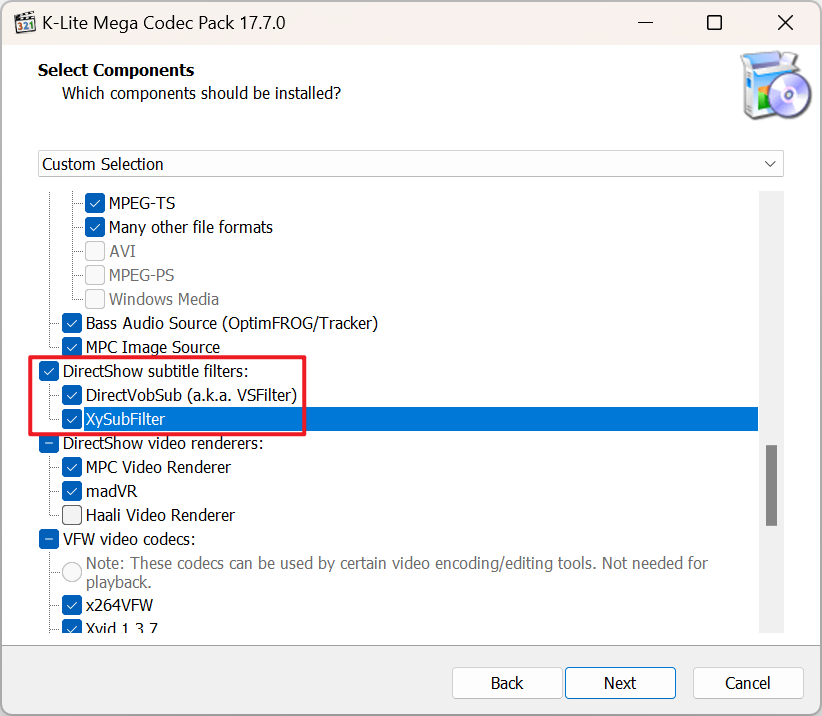 321
K-Lite Mega Codec Pack 17.7.0
Select Components
Which components should be installed?
Custom Selection
MPEG-TS
Many other file formats
AVI
MPEG-PS
Windows Media
Bass Audio Source (OptimFROG/Tracker)
MPC Image Source
DirectShow subtitle filters:
DirectVobSub (a.k.a. VSFilter)
XySubFilter
DirectShow video renderers:
MPC Video Renderer
madVR
Haali Video Renderer
VFW video codecs:
Note: These codecs can be used by certain video encoding/editing tools. Not needed for
playback.
x264VFW
Xvid 1.3.7
Back
Next
Cancel